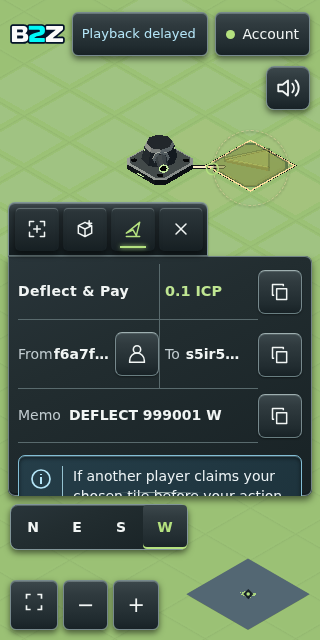 B2Z
Playback delayed
Account
Deflect & Pay
0.1 ICP
From f6a7f...
To s5ir5...
Memo DEFLECT 999001 W
If another player claims your
chosen tile before your action
N E S W